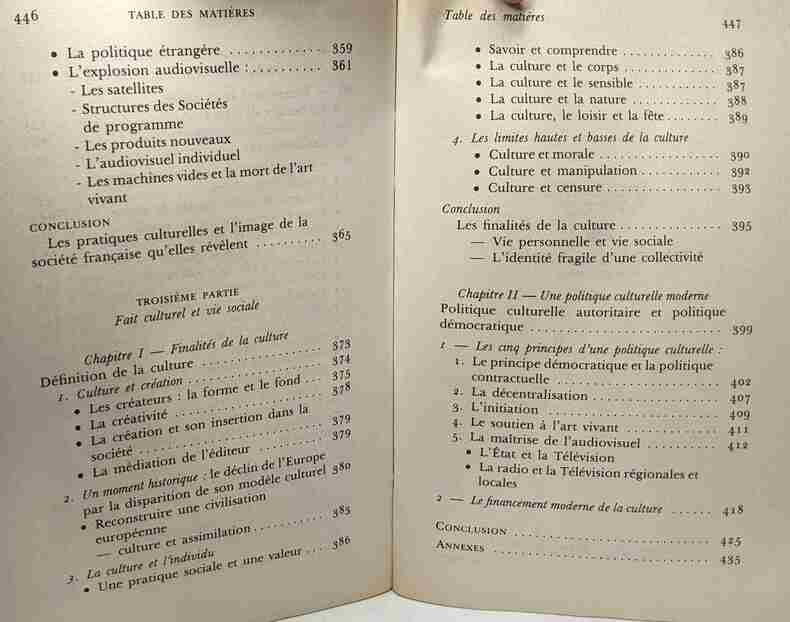 446 TABLE DES MATIÈRES
• La politique étrangère ............. 359
• L'explosion audiovisuelle : .......... 361
- Les satellites
- Structures des Sociétés
de programme
- Les produits nouveaux
- L'audiovisuel individuel
- Les machines vides et la mort de l'art
vivant
CONCLUSION
Les pratiques culturelles et l'image de la
société française qu'elles révèlent .......... 365
TROISIÈME PARTIE
Fait culturel et vie sociale
Chapitre I — Finalités de la culture
Définition de la culture .................. 373
1. Culture et création .................... 374
• Les créateurs : la forme et le fond ... 375
• La créativité ...................... 378
• La création et son insertion dans la
société .......................... 379
• La médiation de l'éditeur .......... 379
2. Un moment historique : le déclin de l'Europe
par la disparition de son modèle culturel 380
• Reconstruire une civilisation
européenne
— culture et assimilation ........... 385
3. La culture et l'individu
• Une pratique sociale et une valeur .... 386
Table des matières 447
• Savoir et comprendre .............. 386
• La culture et le corps .............. 387
• La culture et le sensible ............ 387
• La culture et la nature ............. 388
• La culture, le loisir et la fête ........ 389
4. Les limites hautes et basses de la culture
• Culture et morale .................. 390
• Culture et manipulation ............ 392
• Culture et censure ................. 393
Conclusion
Les finalités de la culture ............... 395
— Vie personnelle et vie sociale
— L'identité fragile d'une collectivité
Chapitre II — Une politique culturelle moderne
Politique culturelle autoritaire et politique
démocratique .......................... 399
1 — Les cinq principes d'une politique culturelle :
1. Le principe démocratique et la politique
contractuelle ...................... 402
2. La décentralisation .................. 407
3. L'initiation ........................ 409
4. Le soutien à l'art vivant .............. 411
5. La maîtrise de l'audiovisuel .......... 412
• L'État et la Télévision
• La radio et la Télévision régionales et
locales
2 — Le financement moderne de la culture ...... 418
CONCLUSION ........................... 425
ANNEXES .............................. 435